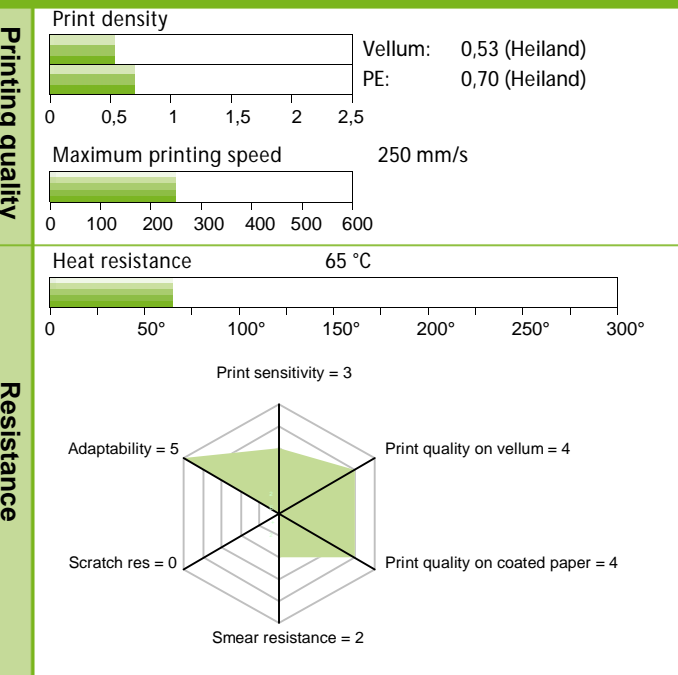 Printing quality
Print density
Vellum: 0,53 (Heiland)
PE: 0,70 (Heiland)
0 0,5 1 1,5 2 2,5
Maximum printing speed 250 mm/s
0 100 200 300 400 500 600
Resistance
Heat resistance 65 °C
0 50° 100° 150° 200° 250° 300°
Print sensitivity = 3
Adaptability = 5
Print quality on vellum = 4
Scratch res = 0
Print quality on coated paper = 4
Smear resistance = 2